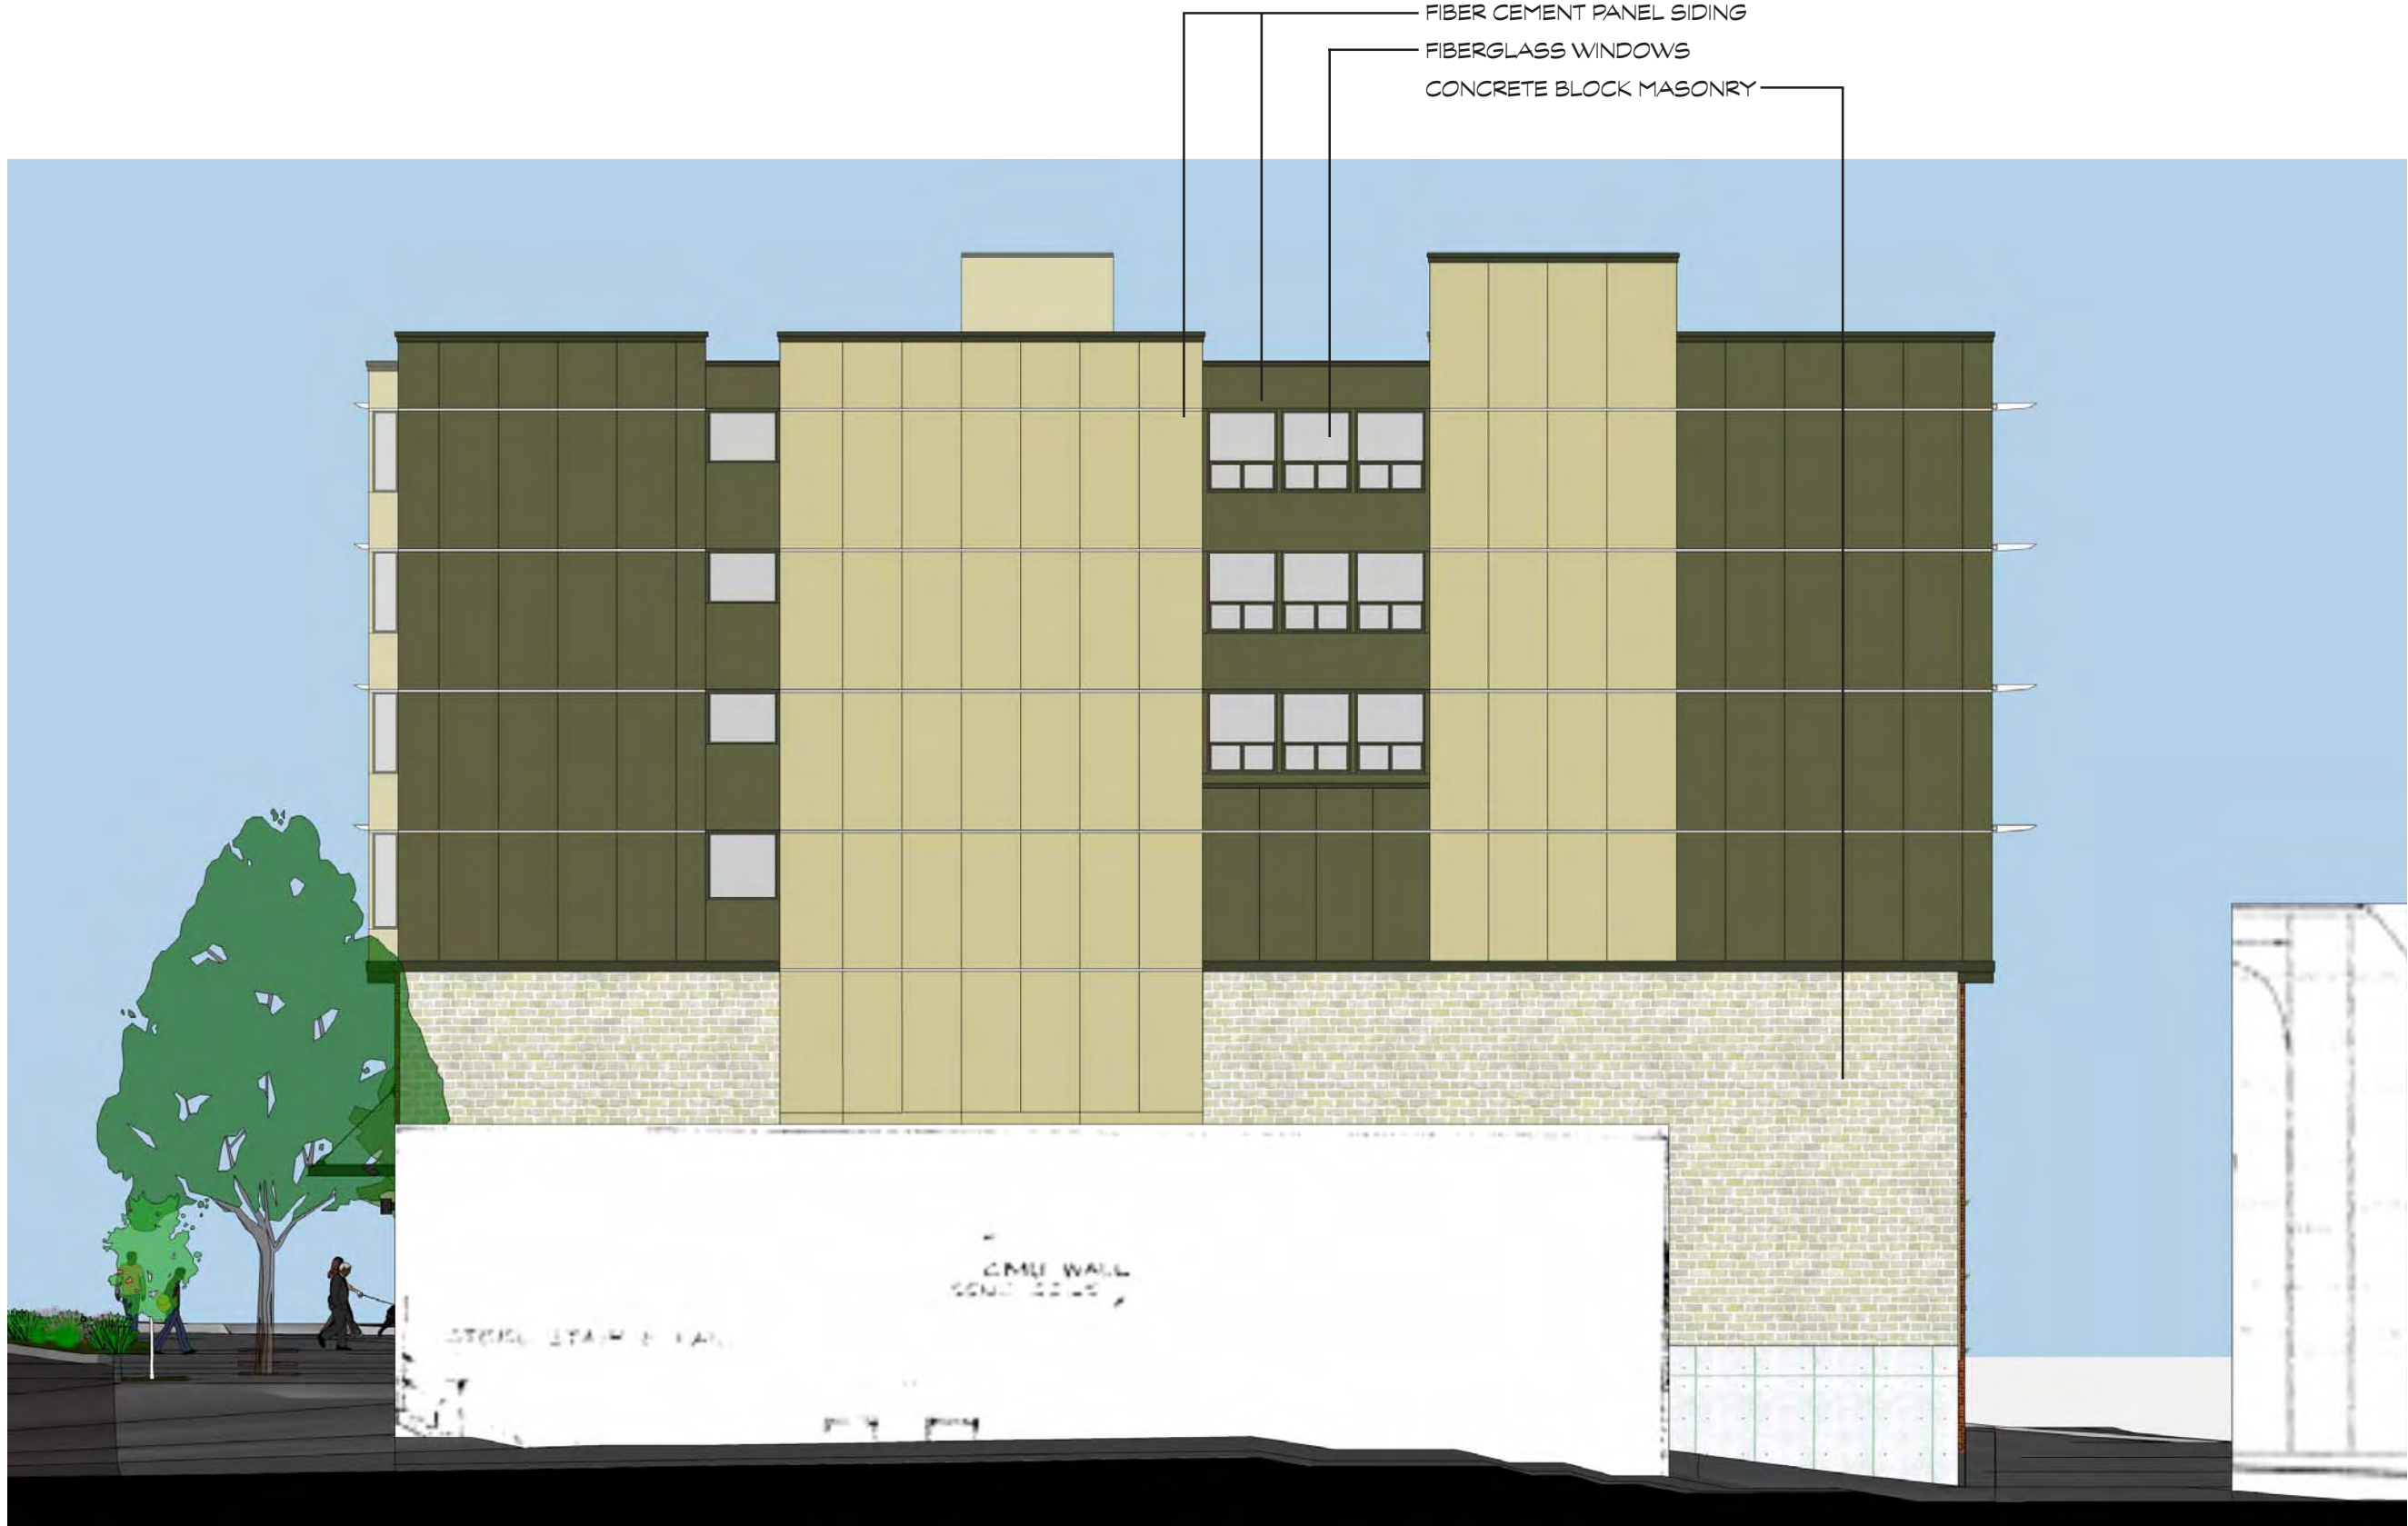 FIBER CEMENT PANEL SIDING
FIBERGLASS WINDOWS
CONCRETE BLOCK MASONRY
CMU WALL